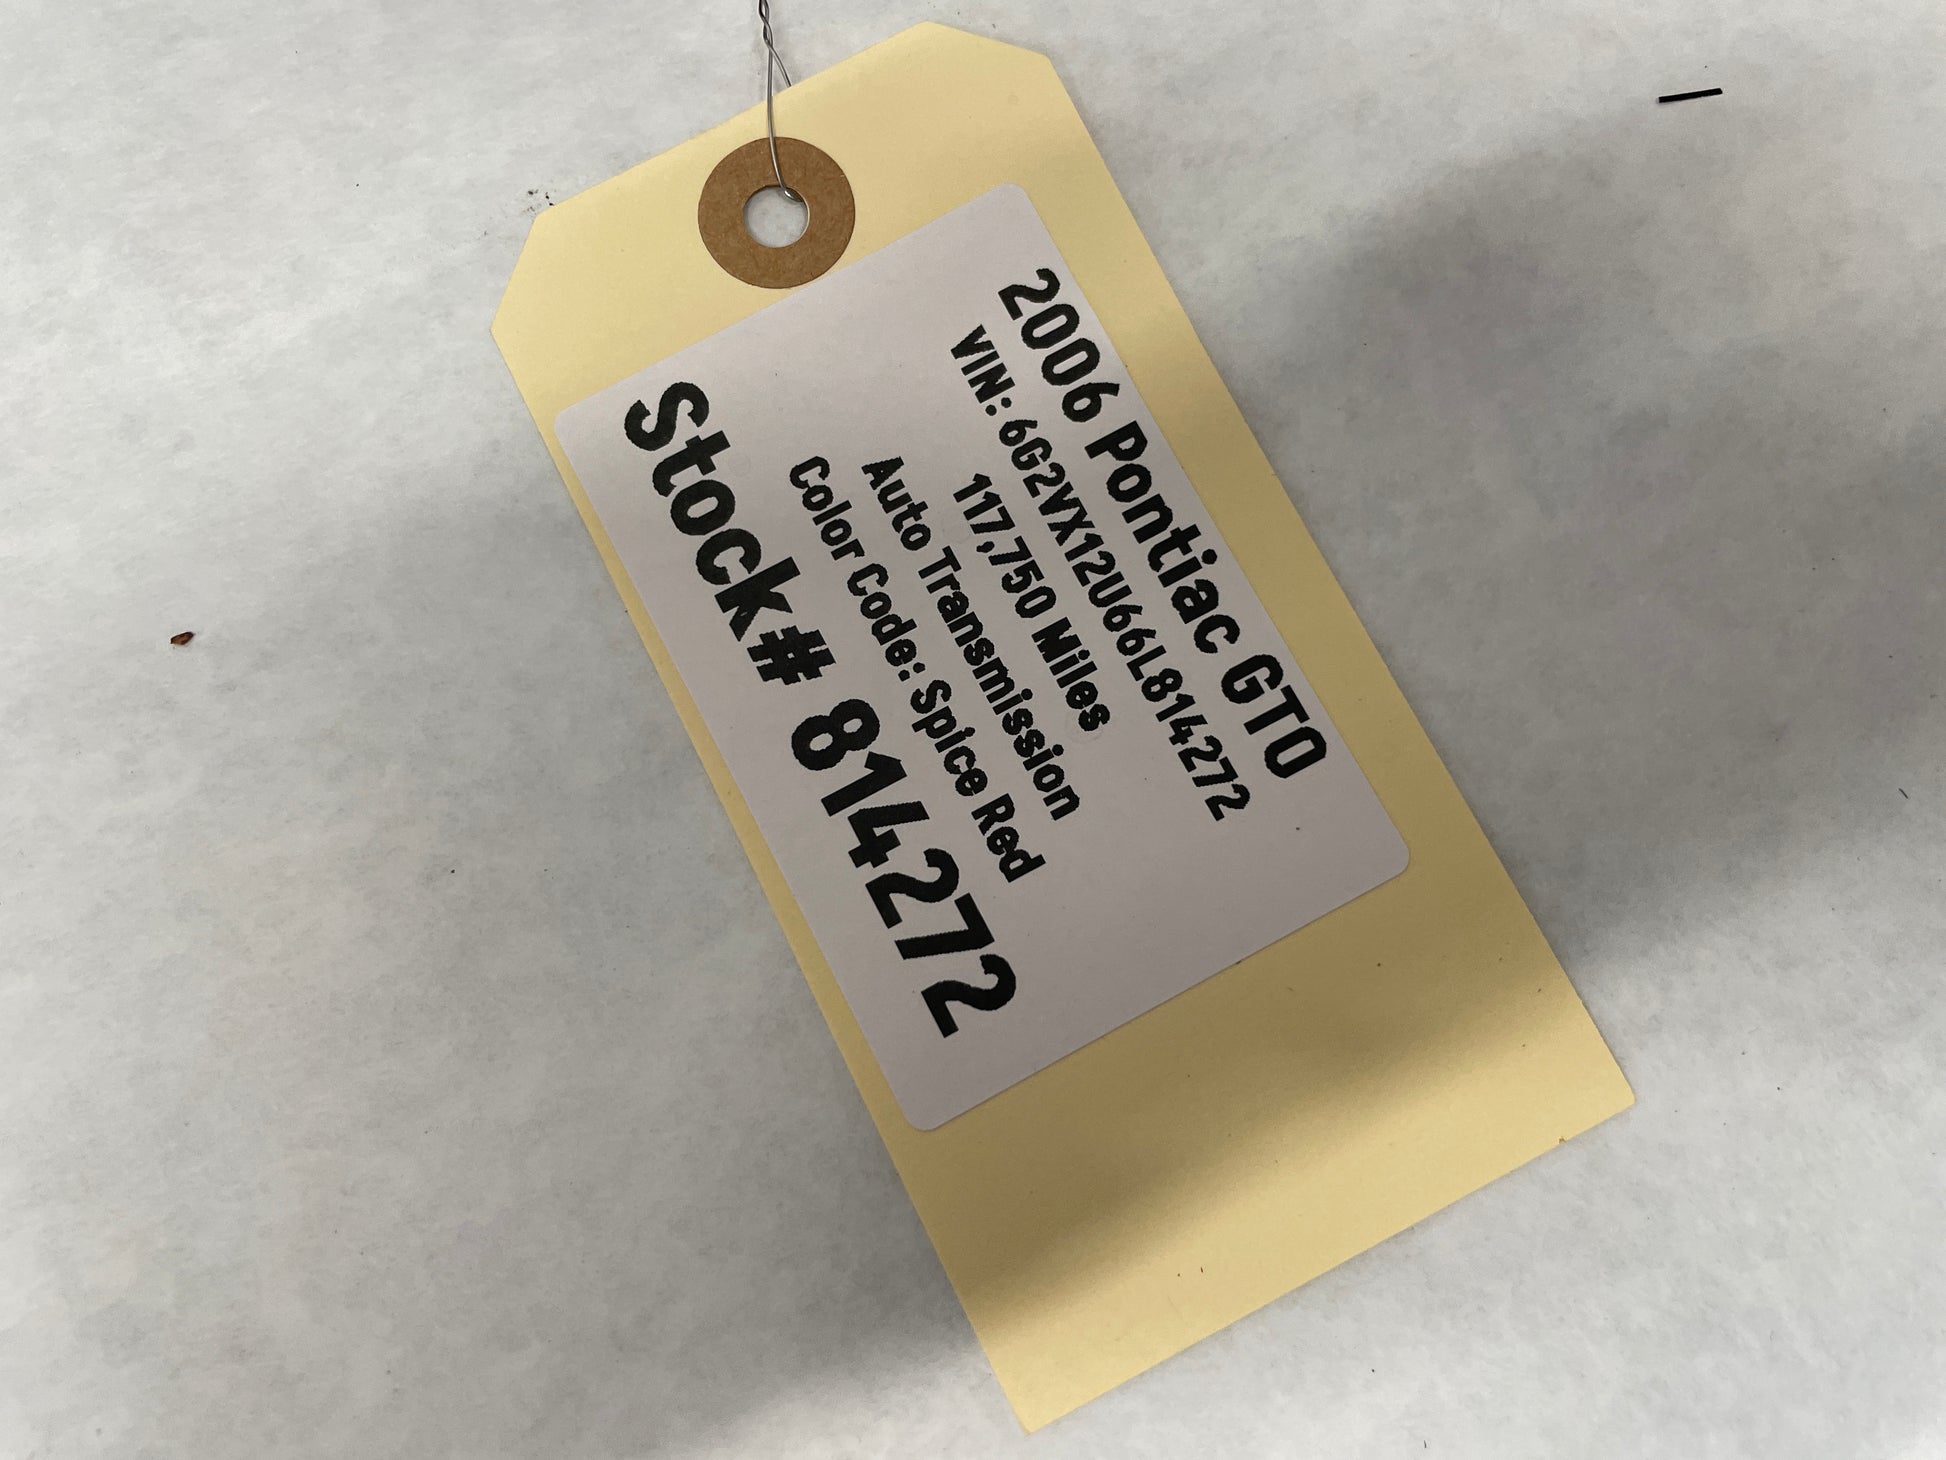 2006 Pontiac GTO
VIN: 6G2VX12U66L814272
117,750 Miles
Auto Transmission
Color Code: Spice Red
Stock# 814272